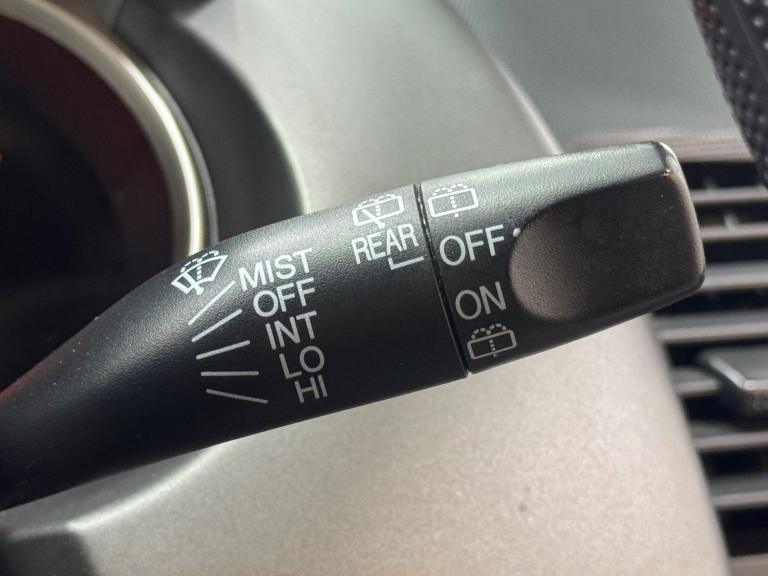 MIST
OFF
INT
LO
HI
REAR
OFF
ON